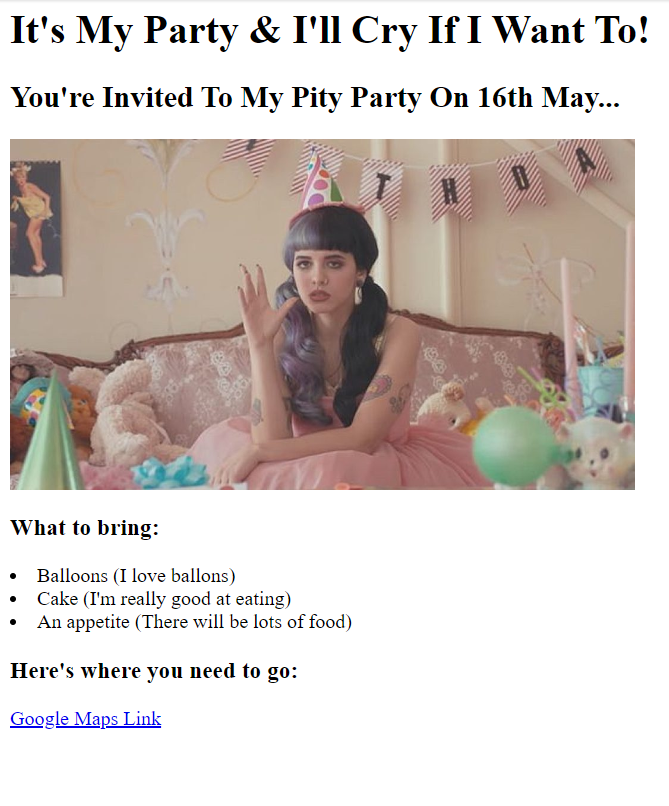 It's My Party & I'll Cry If I Want To!
You're Invited To My Pity Party On 16th May...
T H D A
What to bring:
Balloons (I love ballons)
Cake (I'm really good at eating)
An appetite (There will be lots of food)
Here's where you need to go:
Google Maps Link